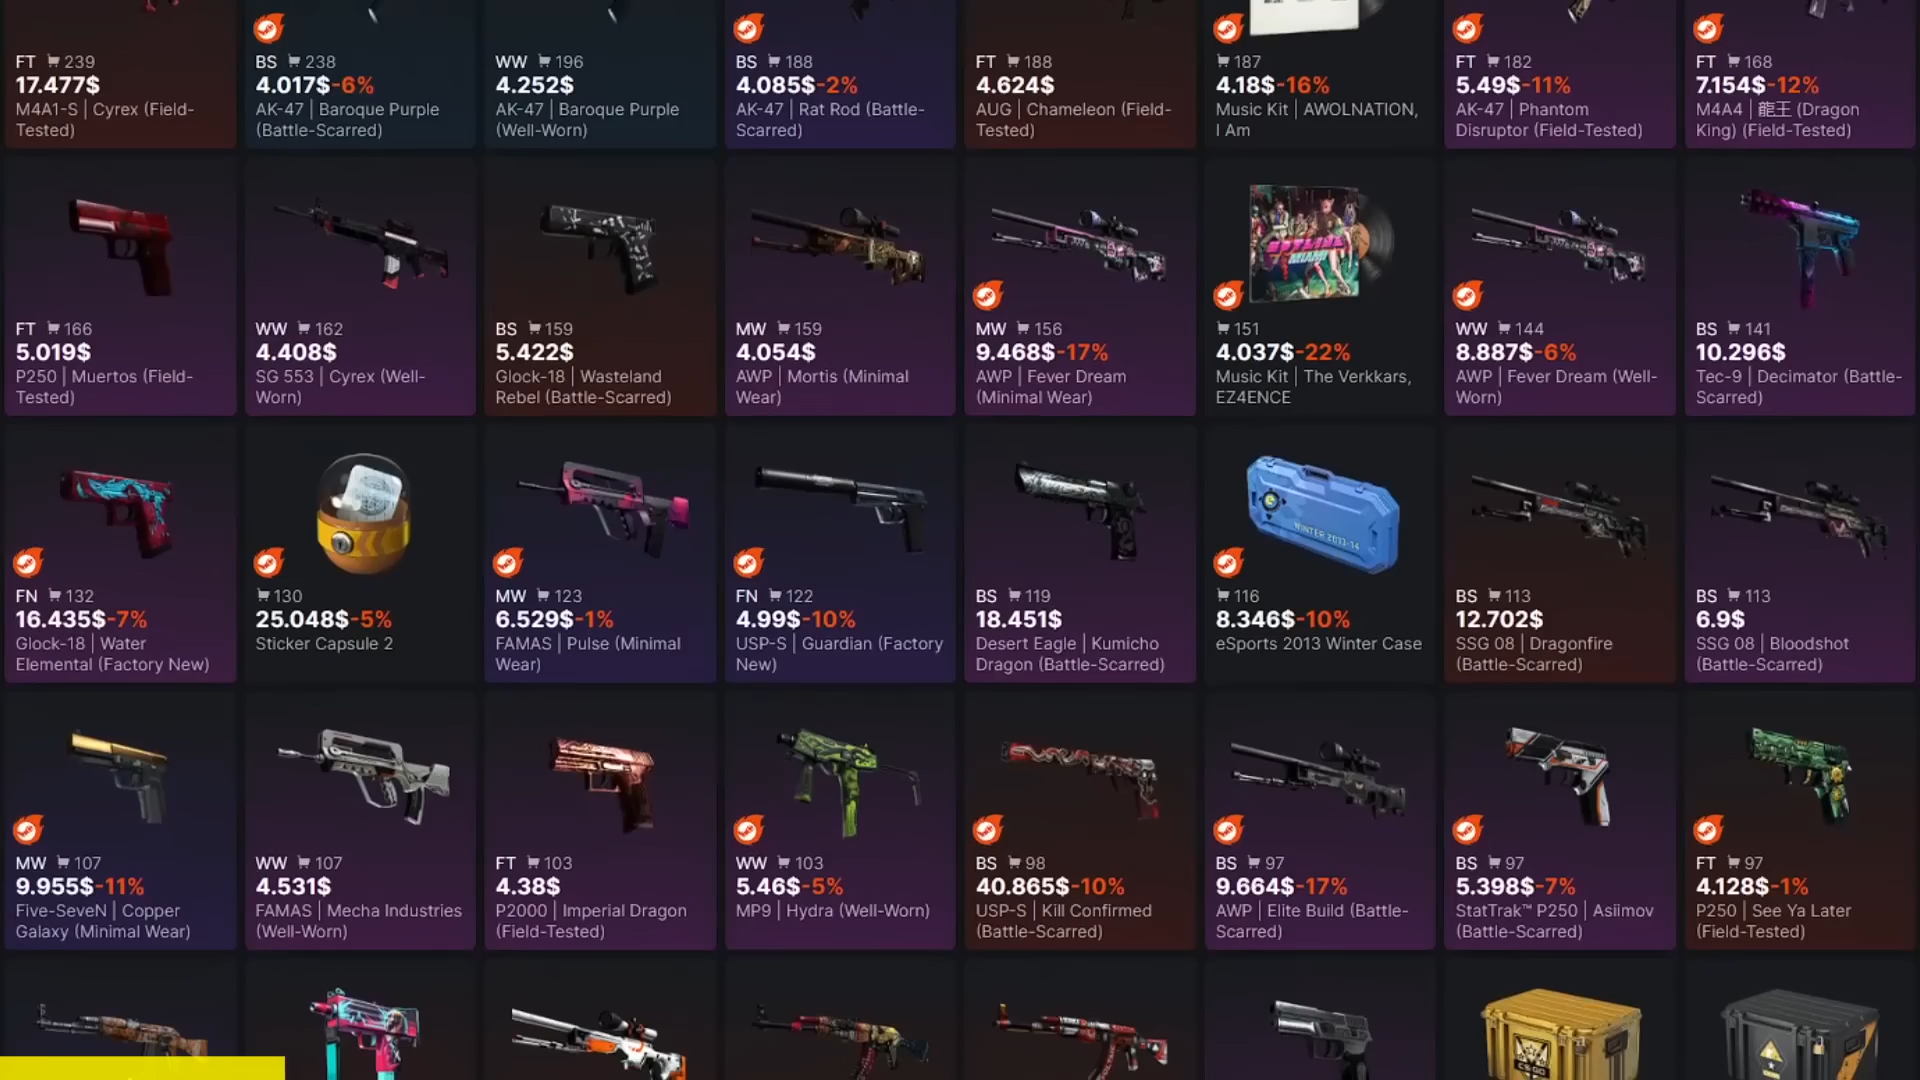 FT 239
17.477$
M4A1-S | Cyrex (Field-
Tested)
BS 238
4.017$-6%
AK-47 | Baroque Purple
(Battle-Scarred)
WW 196
4.252$
AK-47 | Baroque Purple
(Well-Worn)
BS 188
4.085$-2%
AK-47 | Rat Rod (Battle-
Scarred)
FT 188
4.624$
AUG | Chameleon (Field-
Tested)
187
4.18$-16%
Music Kit | AWOLNATION,
I Am
FT 182
5.49$-11%
AK-47 | Phantom
Disruptor (Field-Tested)
FT 168
7.154$-12%
M4A4 | 龍王 (Dragon
King) (Field-Tested)
FT 166
5.019$
P250 | Muertos (Field-
Tested)
WW 162
4.408$
SG 553 | Cyrex (Well-
Worn)
BS 159
5.422$
Glock-18 | Wasteland
Rebel (Battle-Scarred)
MW 159
4.054$
AWP | Mortis (Minimal
Wear)
MW 156
9.468$-17%
AWP | Fever Dream
(Minimal Wear)
HOTLINE
MIAMI
151
4.037$-22%
Music Kit | The Verkkars,
EZ4ENCE
WW 144
8.887$-6%
AWP | Fever Dream (Well-
Worn)
BS 141
10.296$
Tec-9 | Decimator (Battle-
Scarred)
FN 132
16.435$-7%
Glock-18 | Water
Elemental (Factory New)
130
25.048$-5%
Sticker Capsule 2
MW 123
6.529$-1%
FAMAS | Pulse (Minimal
Wear)
FN 122
4.99$-10%
USP-S | Guardian (Factory
New)
BS 119
18.451$
Desert Eagle | Kumicho
Dragon (Battle-Scarred)
WINTER 2013-14
116
8.346$-10%
eSports 2013 Winter Case
BS 113
12.702$
SSG 08 | Dragonfire
(Battle-Scarred)
BS 113
6.9$
SSG 08 | Bloodshot
(Battle-Scarred)
MW 107
9.955$-11%
Five-SeveN | Copper
Galaxy (Minimal Wear)
WW 107
4.531$
FAMAS | Mecha Industries
(Well-Worn)
FT 103
4.38$
P2000 | Imperial Dragon
(Field-Tested)
WW 103
5.46$-5%
MP9 | Hydra (Well-Worn)
BS 98
40.865$-10%
USP-S | Kill Confirmed
(Battle-Scarred)
BS 97
9.664$-17%
AWP | Elite Build (Battle-
Scarred)
BS 97
5.398$-7%
StatTrak™ P250 | Asiimov
(Battle-Scarred)
FT 97
4.128$-1%
P250 | See Ya Later
(Field-Tested)
CS:GO